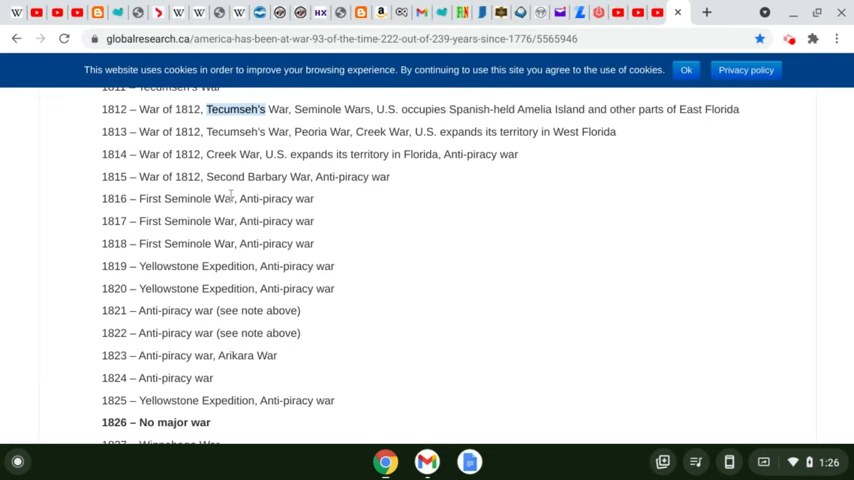 globalresearch.ca/america-has-been-at-war-93-of-the-time-222-out-of-239-years-since-1776/5565946
This website uses cookies in order to improve your browsing experience. By continuing to use this site you agree to the use of cookies. Ok Privacy policy
1811 – Tecumseh's War
1812 – War of 1812, Tecumseh's War, Seminole Wars, U.S. occupies Spanish-held Amelia Island and other parts of East Florida
1813 – War of 1812, Tecumseh's War, Peoria War, Creek War, U.S. expands its territory in West Florida
1814 – War of 1812, Creek War, U.S. expands its territory in Florida, Anti-piracy war
1815 – War of 1812, Second Barbary War, Anti-piracy war
1816 – First Seminole War, Anti-piracy war
1817 – First Seminole War, Anti-piracy war
1818 – First Seminole War, Anti-piracy war
1819 – Yellowstone Expedition, Anti-piracy war
1820 – Yellowstone Expedition, Anti-piracy war
1821 – Anti-piracy war (see note above)
1822 – Anti-piracy war (see note above)
1823 – Anti-piracy war, Arikara War
1824 – Anti-piracy war
1825 – Yellowstone Expedition, Anti-piracy war
1826 – No major war
1827 – Winnebago War
1:26